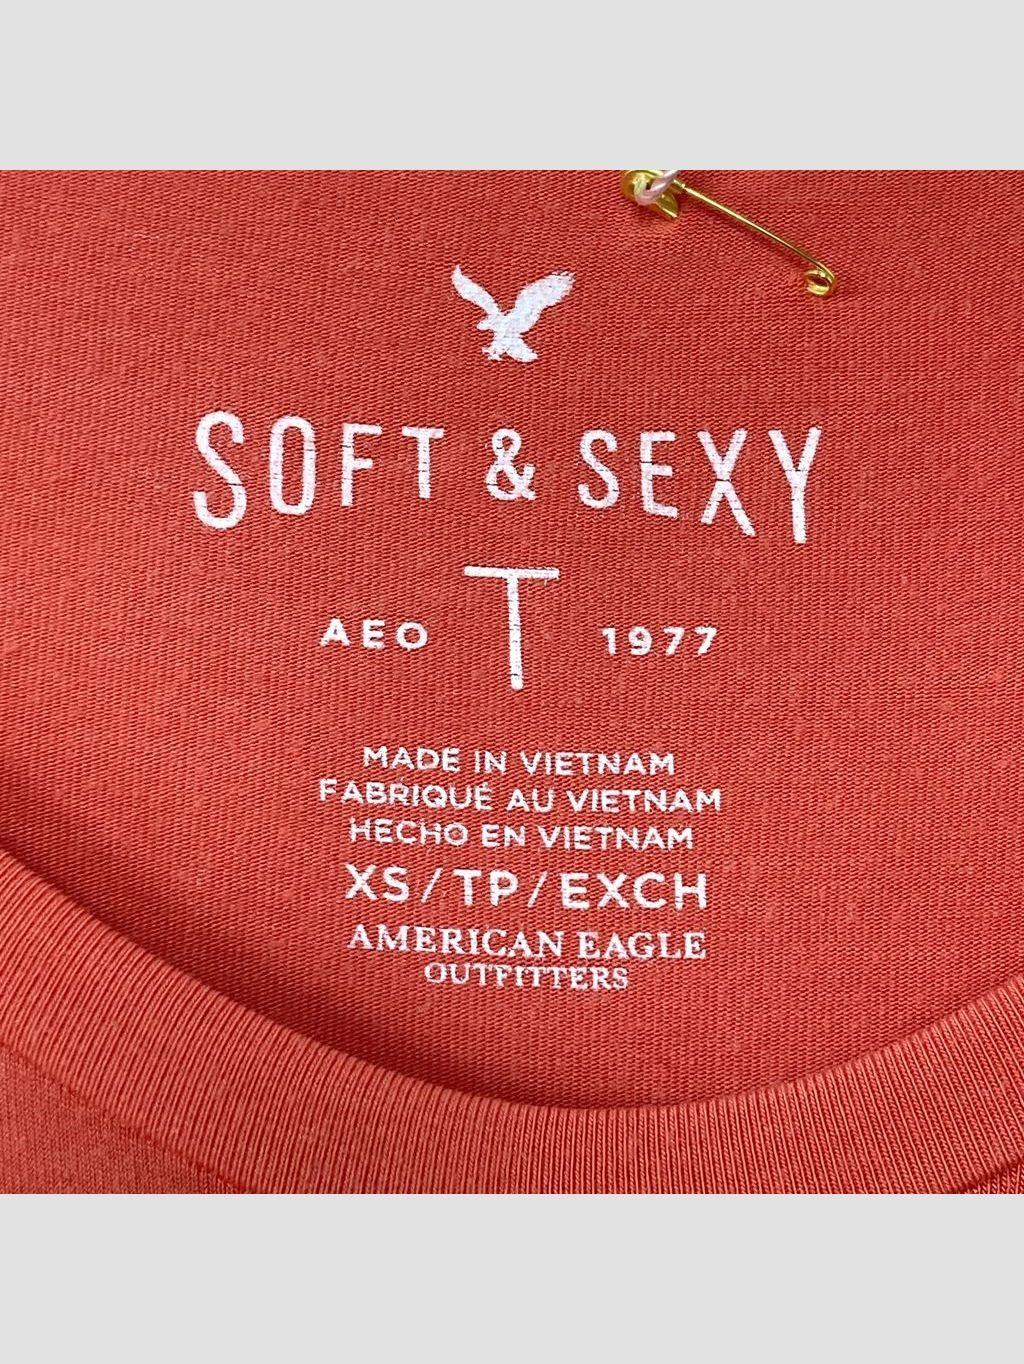 SOFT & SEXY
T
AEO 1977
MADE IN VIETNAM
FABRIQUÉ AU VIETNAM
HECHO EN VIETNAM
XS/TP/EXCH
AMERICAN EAGLE
OUTFITTERS